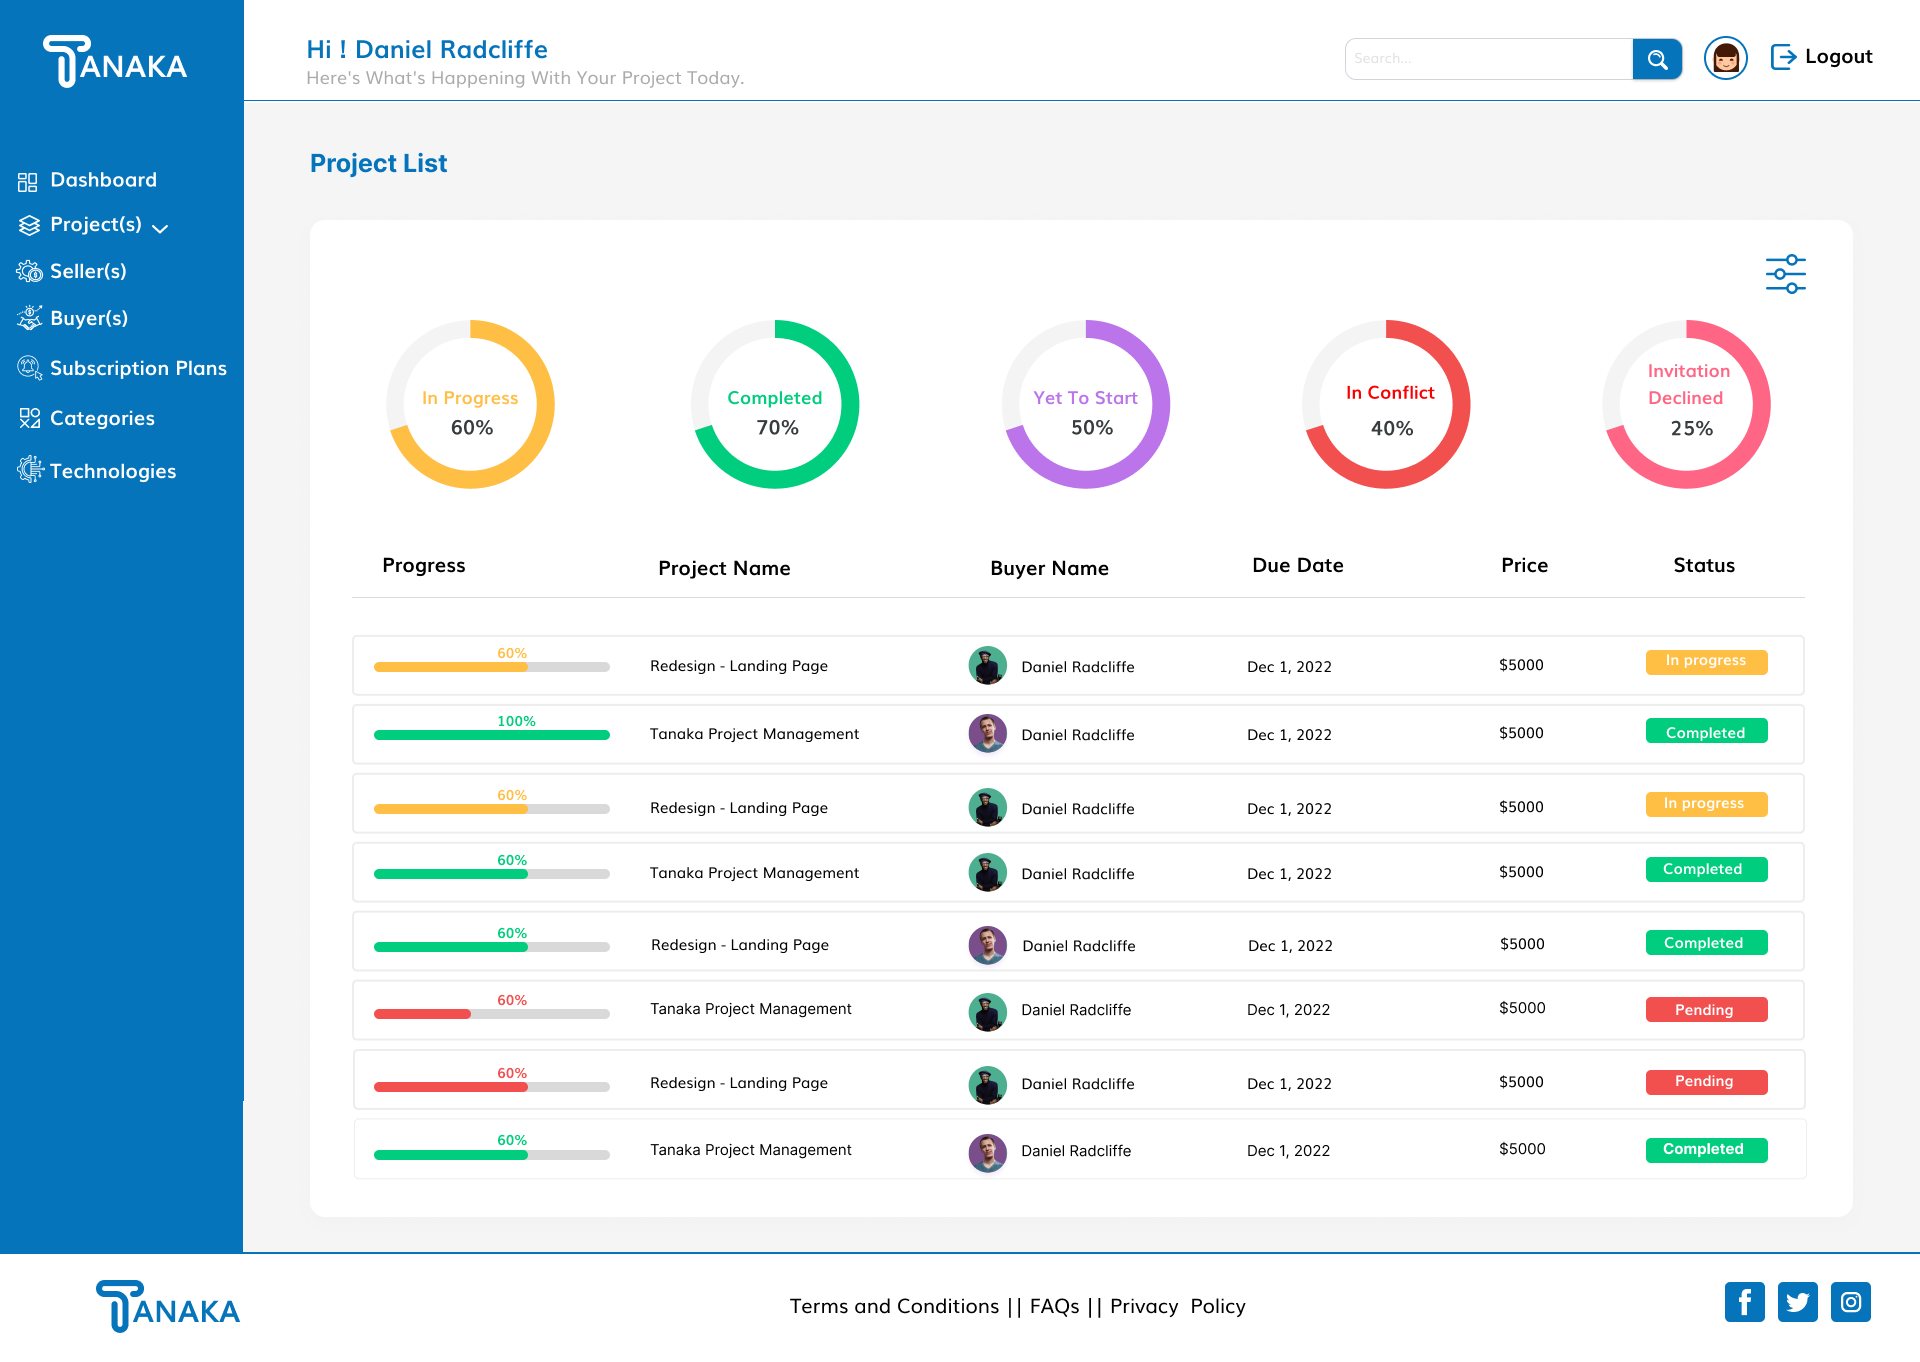 TANAKA
Hi ! Daniel Radcliffe
Here's What's Happening With Your Project Today.
Search...
Logout
Dashboard
Project(s)
Seller(s)
Buyer(s)
Subscription Plans
Categories
Technologies
Project List
In Progress
60%
Completed
70%
Yet To Start
50%
In Conflict
40%
Invitation
Declined
25%
Progress Project Name Buyer Name Due Date Price Status
60%
Redesign - Landing Page Daniel Radcliffe Dec 1, 2022 $5000 In progress
100%
Tanaka Project Management Daniel Radcliffe Dec 1, 2022 $5000 Completed
60%
Redesign - Landing Page Daniel Radcliffe Dec 1, 2022 $5000 In progress
60%
Tanaka Project Management Daniel Radcliffe Dec 1, 2022 $5000 Completed
60%
Redesign - Landing Page Daniel Radcliffe Dec 1, 2022 $5000 Completed
60%
Tanaka Project Management Daniel Radcliffe Dec 1, 2022 $5000 Pending
60%
Redesign - Landing Page Daniel Radcliffe Dec 1, 2022 $5000 Pending
60%
Tanaka Project Management Daniel Radcliffe Dec 1, 2022 $5000 Completed
TANAKA
Terms and Conditions || FAQs || Privacy Policy